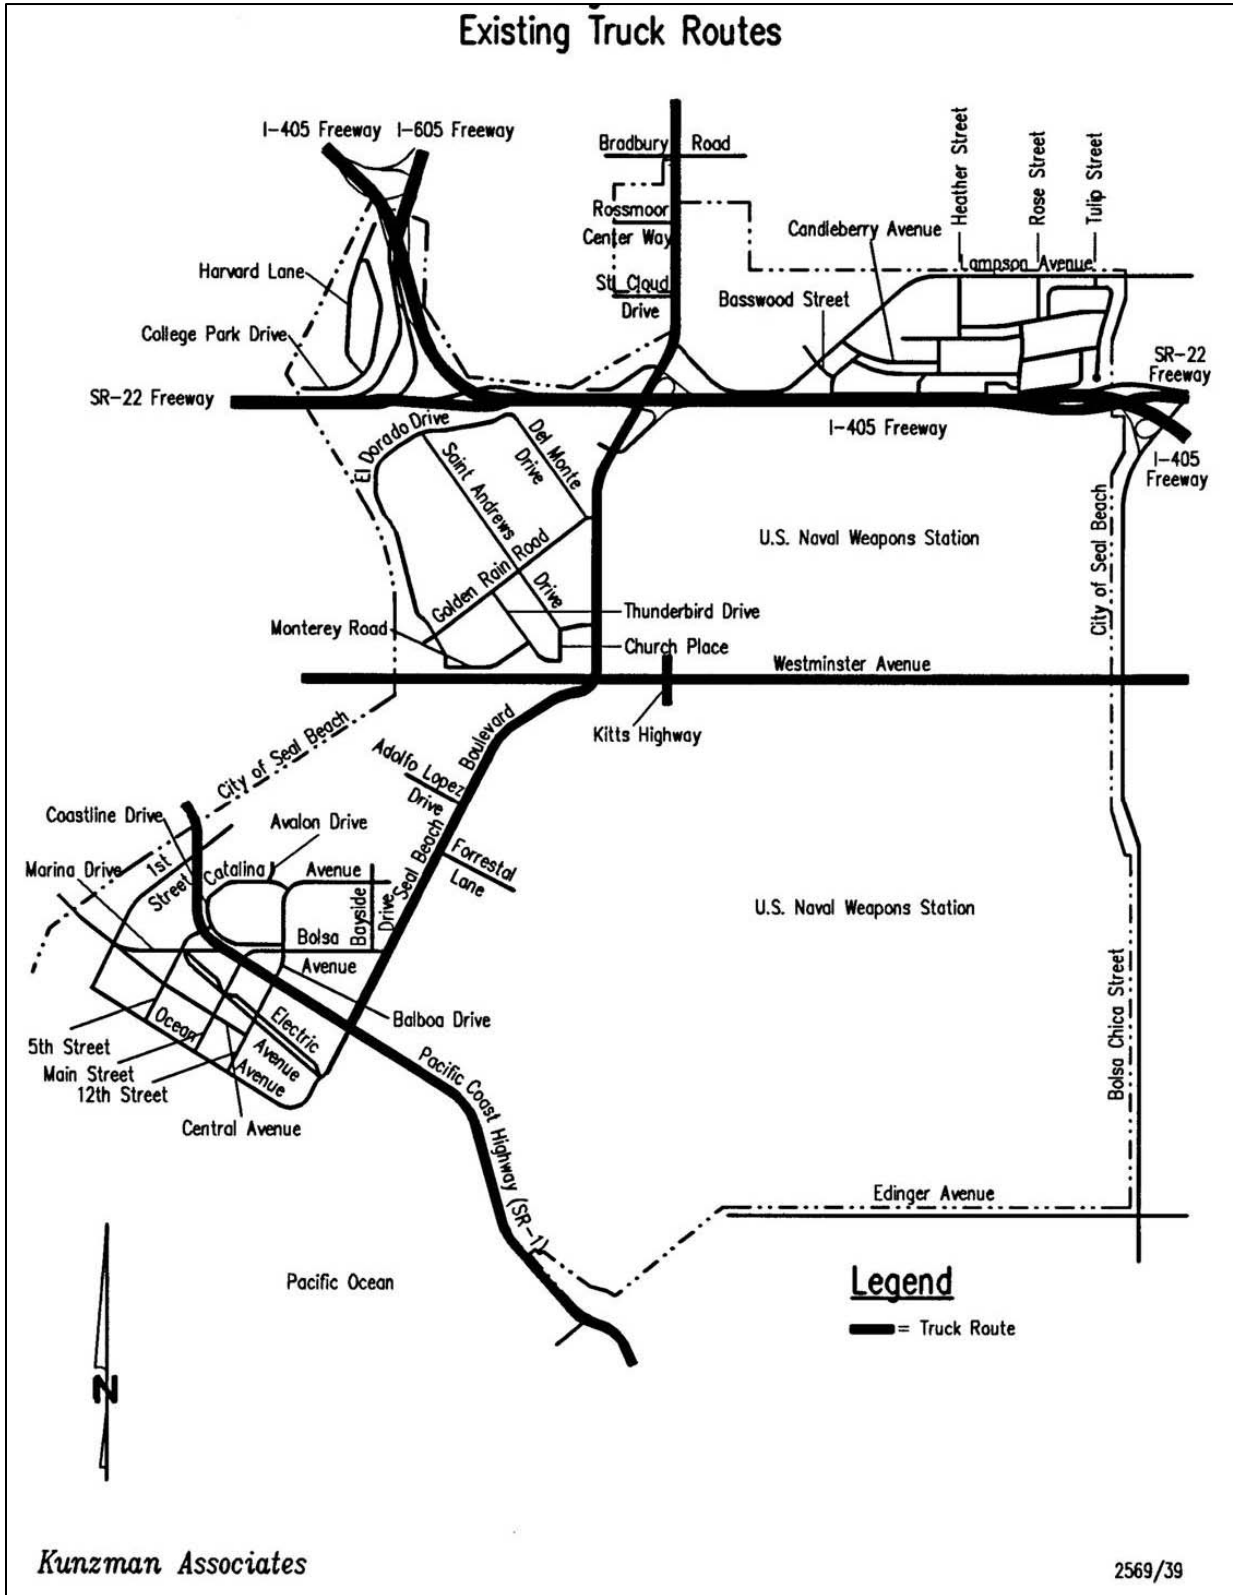 Existing Truck Routes
I-405 Freeway
I-605 Freeway
Bradbury Road
Heather Street
Rose Street
Tulip Street
Rossmoor
Center Way
Candleberry Avenue
Lampson Avenue
Harvard Lane
St. Cloud
Drive
Basswood Street
College Park Drive
SR-22
Freeway
SR-22 Freeway
I-405 Freeway
I-405
Freeway
El Dorado Drive
Saint Andrews
Drive
Del Monte
Drive
City of Seal Beach
U.S. Naval Weapons Station
Golden Rain Road
Thunderbird Drive
Monterey Road
Church Place
Westminster Avenue
Kitts Highway
City of Seal Beach
Seal Beach Boulevard
Adolfo Lopez
Drive
Coastline Drive
Avalon Drive
Marina Drive
1st
Street
Catalina Avenue
Forrestal
Lane
Bayside
Drive
U.S. Naval Weapons Station
Bolsa
Avenue
Bolsa Chica Street
Balboa Drive
Electric
Avenue
Ocean
Avenue
5th Street
Main Street
12th Street
Central Avenue
Pacific Coast Highway (SR-1)
Edinger Avenue
Pacific Ocean
Legend
= Truck Route
N
Kunzman Associates
2569/39